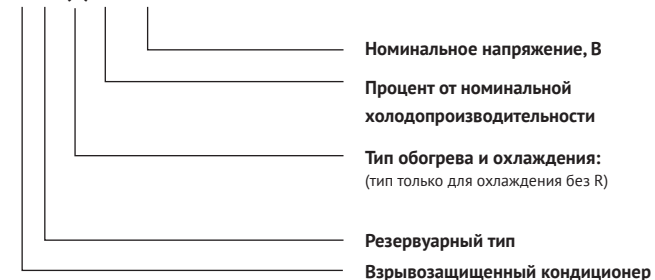 Номинальное напряжение, В
Процент от номинальной
холодопроизводительности
Тип обогрева и охлаждения:
(тип только для охлаждения без R)
Резервуарный тип
Взрывозащищенный кондиционер